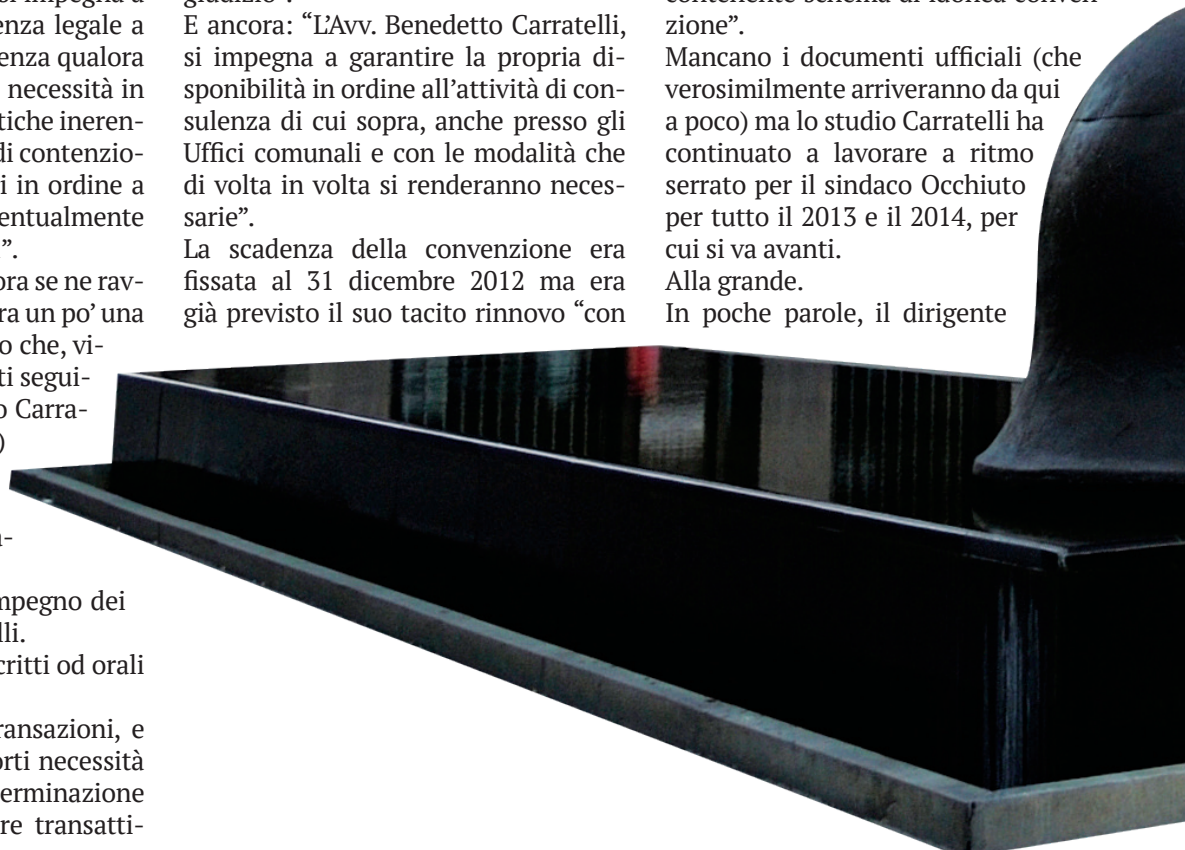 si impegna a
enza legale a
enza qualora
necessità in
tiche ineren-
di contenzio-
i in ordine a
entualmente
”.
ora se ne rav-
ra un po’ una
o che, vi-
ti segui-
o Carra-
)
mpegno dei
lli.
critti od orali
ransazioni, e
orti necessità
erminazione
re transatti-
giudizio”.
E ancora: “L’Avv. Benedetto Carratelli,
si impegna a garantire la propria di-
sponibilità in ordine all’attività di con-
sulenza di cui sopra, anche presso gli
Uffici comunali e con le modalità che
di volta in volta si renderanno neces-
sarie”.
La scadenza della convenzione era
fissata al 31 dicembre 2012 ma era
già previsto il suo tacito rinnovo “con
contenente schema di idonea conven-
zione”.
Mancano i documenti ufficiali (che
verosimilmente arriveranno da qui
a poco) ma lo studio Carratelli ha
continuato a lavorare a ritmo
serrato per il sindaco Occhiuto
per tutto il 2013 e il 2014, per
cui si va avanti.
Alla grande.
In poche parole, il dirigente